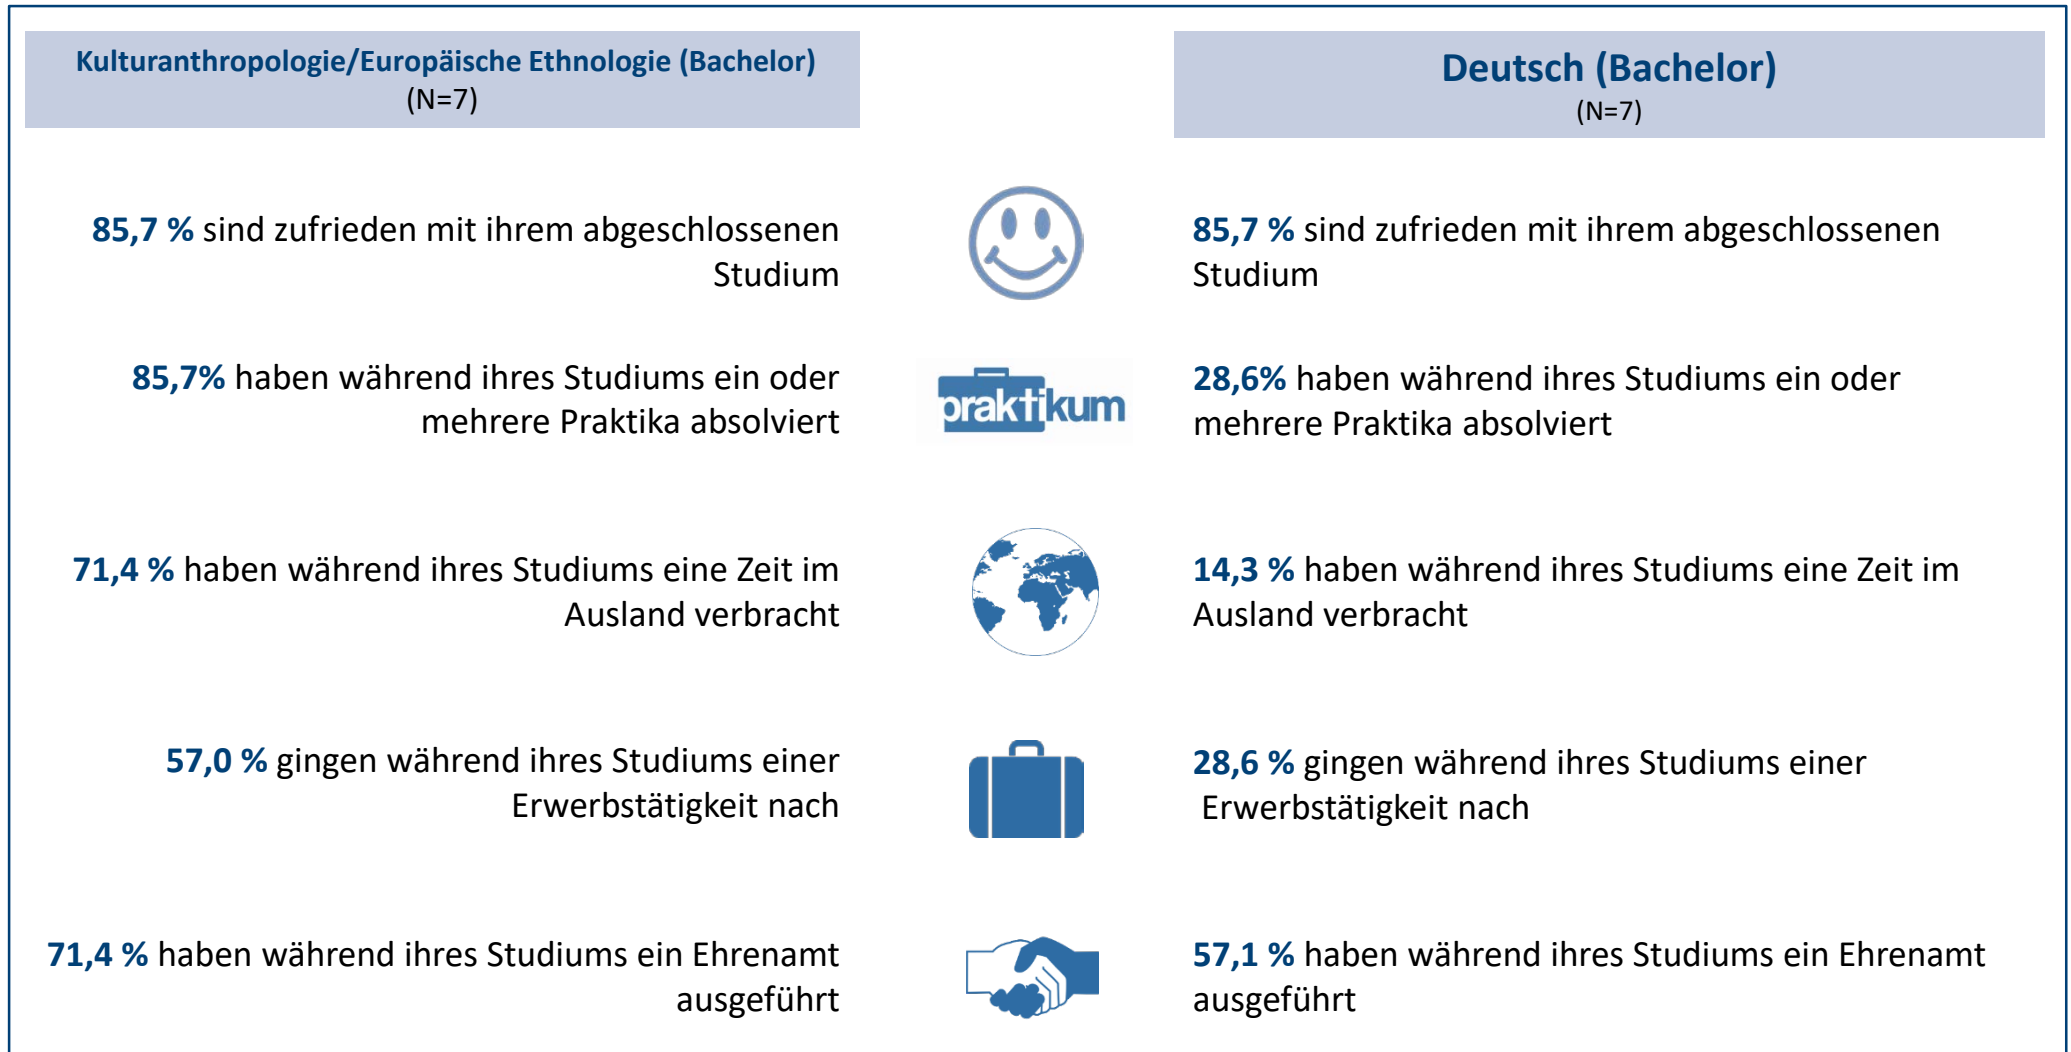 Kulturanthropologie/Europäische Ethnologie (Bachelor)
(N=7)
Deutsch (Bachelor)
(N=7)
85,7 % sind zufrieden mit ihrem abgeschlossenen
Studium
85,7 % sind zufrieden mit ihrem abgeschlossenen
Studium
85,7% haben während ihres Studiums ein oder
mehrere Praktika absolviert
praktikum
28,6% haben während ihres Studiums ein oder
mehrere Praktika absolviert
71,4 % haben während ihres Studiums eine Zeit im
Ausland verbracht
14,3 % haben während ihres Studiums eine Zeit im
Ausland verbracht
57,0 % gingen während ihres Studiums einer
Erwerbstätigkeit nach
28,6 % gingen während ihres Studiums einer
Erwerbstätigkeit nach
71,4 % haben während ihres Studiums ein Ehrenamt
ausgeführt
57,1 % haben während ihres Studiums ein Ehrenamt
ausgeführt